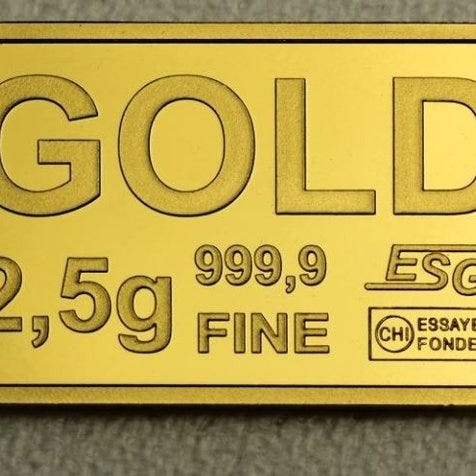 GOLD
2,5g
999,9
FINE
ESG
CHI
ESSAYE
FONDE